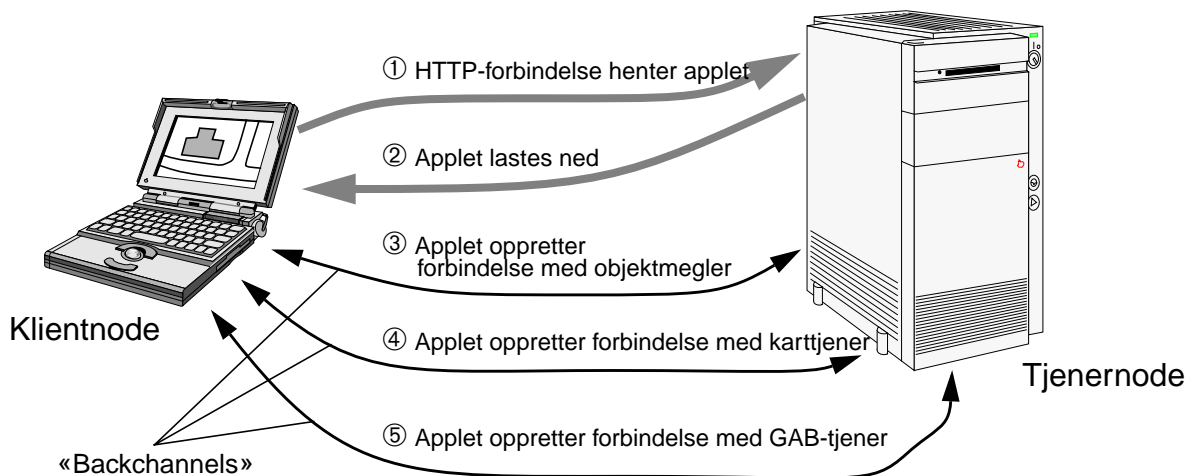 ① HTTP-forbindelse henter applet
② Applet lastes ned
③ Applet oppretter
forbindelse med objektmegler
Klientnode
④ Applet oppretter forbindelse med karttjener
Tjenernode
⑤ Applet oppretter forbindelse med GAB-tjener
«Backchannels»